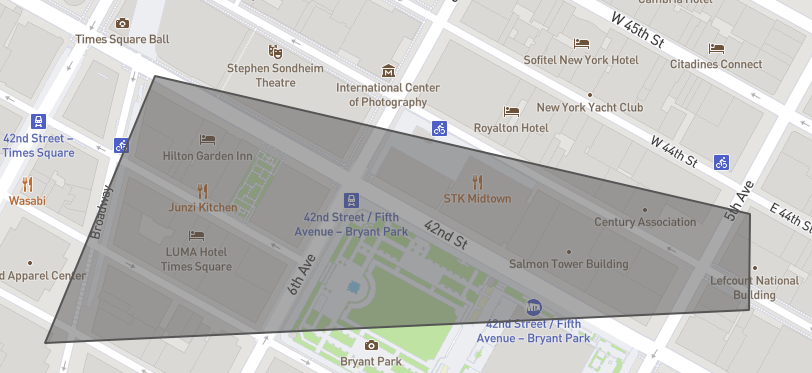 Cambria Hotel
W 45th St
Times Square Ball
Sofitel New York Hotel
Citadines Connect
Stephen Sondheim
Theatre
International Center
of Photography
New York Yacht Club
Royalton Hotel
W 44th St
42nd Street –
Times Square
Hilton Garden Inn
Wasabi
Junzi Kitchen
STK Midtown
Broadway
42nd Street / Fifth
Avenue – Bryant Park
42nd St
Century Association
5th Ave
E 44th St
LUMA Hotel
Times Square
Salmon Tower Building
d Apparel Center
6th Ave
Lefcourt National
Building
MTA
42nd Street / Fifth
Avenue – Bryant Park
Bryant Park